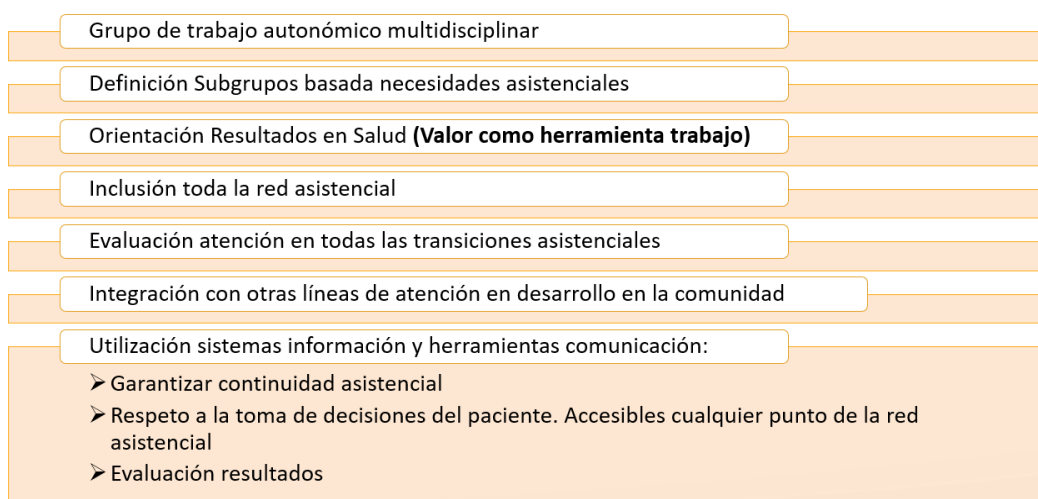 Grupo de trabajo autonómico multidisciplinar
Definición Subgrupos basada necesidades asistenciales
Orientación Resultados en Salud (Valor como herramienta trabajo)
Inclusión toda la red asistencial
Evaluación atención en todas las transiciones asistenciales
Integración con otras líneas de atención en desarrollo en la comunidad
Utilización sistemas información y herramientas comunicación:
➢ Garantizar continuidad asistencial
➢ Respeto a la toma de decisiones del paciente. Accesibles cualquier punto de la red
asistencial
➢ Evaluación resultados